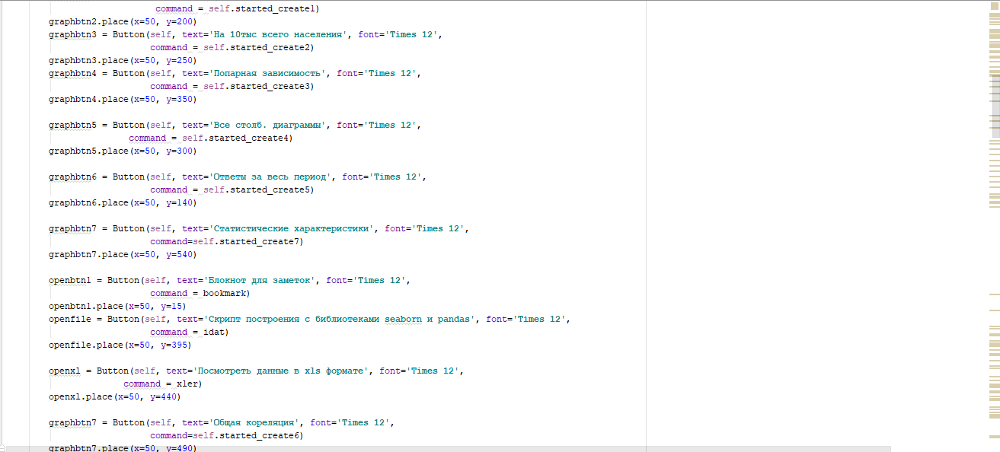 command = self.started_create1)
graphbtn2.place(x=50, y=200)
graphbtn3 = Button(self, text='На 10тыс всего населения', font='Times 12',
command = self.started_create2)
graphbtn3.place(x=50, y=250)
graphbtn4 = Button(self, text='Попарная зависимость', font='Times 12',
command = self.started_create3)
graphbtn4.place(x=50, y=350)
graphbtn5 = Button(self, text='Все столб. диаграммы', font='Times 12',
command = self.started_create4)
graphbtn5.place(x=50, y=300)
graphbtn6 = Button(self, text='Ответы за весь период', font='Times 12',
command = self.started_create5)
graphbtn6.place(x=50, y=140)
graphbtn7 = Button(self, text='Статистические характеристики', font='Times 12',
command=self.started_create7)
graphbtn7.place(x=50, y=540)
openbtn1 = Button(self, text='Блокнот для заметок', font='Times 12',
command = bookmark)
openbtn1.place(x=50, y=15)
openfile = Button(self, text='Скрипт построения с библиотеками seaborn и pandas', font='Times 12',
command = idat)
openfile.place(x=50, y=395)
openxl = Button(self, text='Посмотреть данные в xls формате', font='Times 12',
command = xler)
openxl.place(x=50, y=440)
graphbtn7 = Button(self, text='Общая кореляция', font='Times 12',
command=self.started_create6)
graphbtn7.place(x=50, y=490)